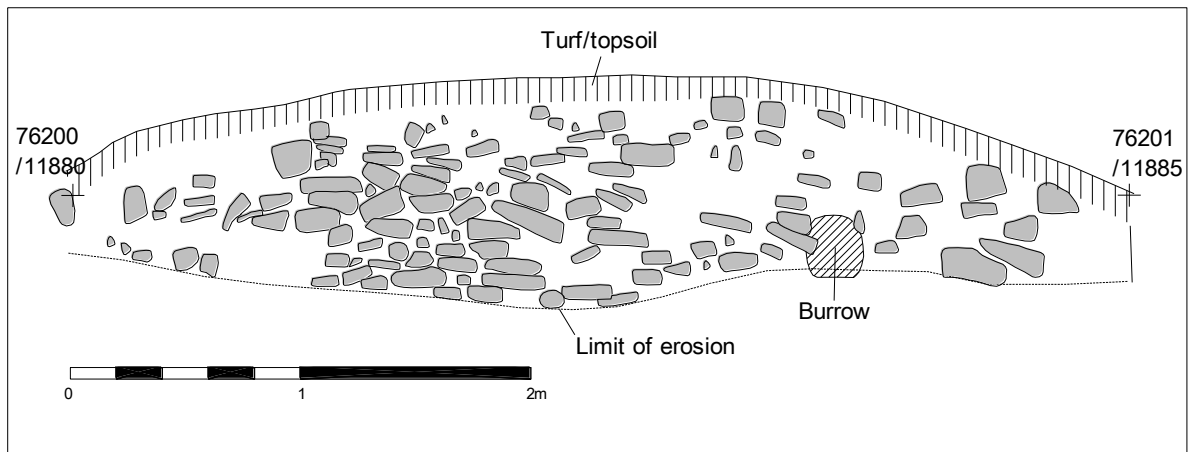 Turf/topsoil
76200
/11880
76201
/11885
Burrow
Limit of erosion
0
1
2m